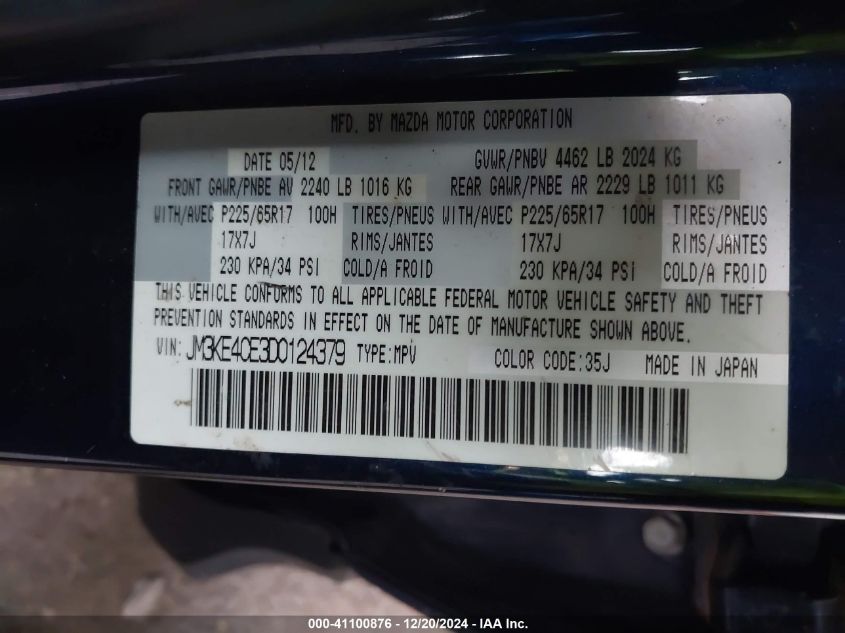 MFD. BY MAZDA MOTOR CORPORATION
DATE 05/12 GVWR/PNBV 4462 LB 2024 KG
FRONT GAWR/PNBE AV 2240 LB 1016 KG REAR GAWR/PNBE AR 2229 LB 1011 KG
WITH/AVEC P225/65R17 100H TIRES/PNEUS WITH/AVEC P225/65R17 100H TIRES/PNEUS
17X7J RIMS/JANTES 17X7J RIMS/JANTES
230 KPA/34 PSI COLD/A FROID 230 KPA/34 PSI COLD/A FROID
THIS VEHICLE CONFORMS TO ALL APPLICABLE FEDERAL MOTOR VEHICLE SAFETY AND THEFT
PREVENTION STANDARDS IN EFFECT ON THE DATE OF MANUFACTURE SHOWN ABOVE.
VIN: JM3KE4CE3D0124379 TYPE:MPV COLOR CODE:35J MADE IN JAPAN
000-41100876 - 12/20/2024 - IAA Inc.